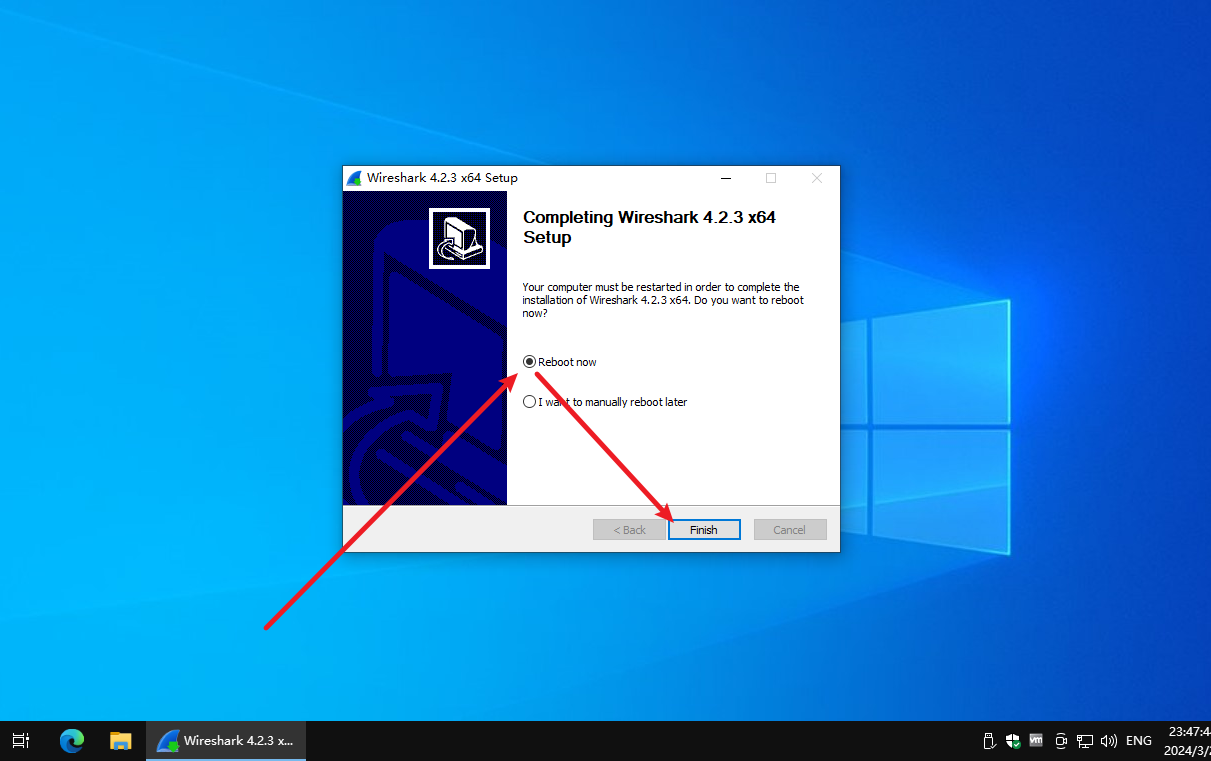 Wireshark 4.2.3 x64 Setup
Completing Wireshark 4.2.3 x64
Setup
Your computer must be restarted in order to complete the
installation of Wireshark 4.2.3 x64. Do you want to reboot
now?
Reboot now
I want to manually reboot later
< Back
Finish
Cancel
Wireshark 4.2.3 x...
vm
ENG
23:47:4
2024/3/2